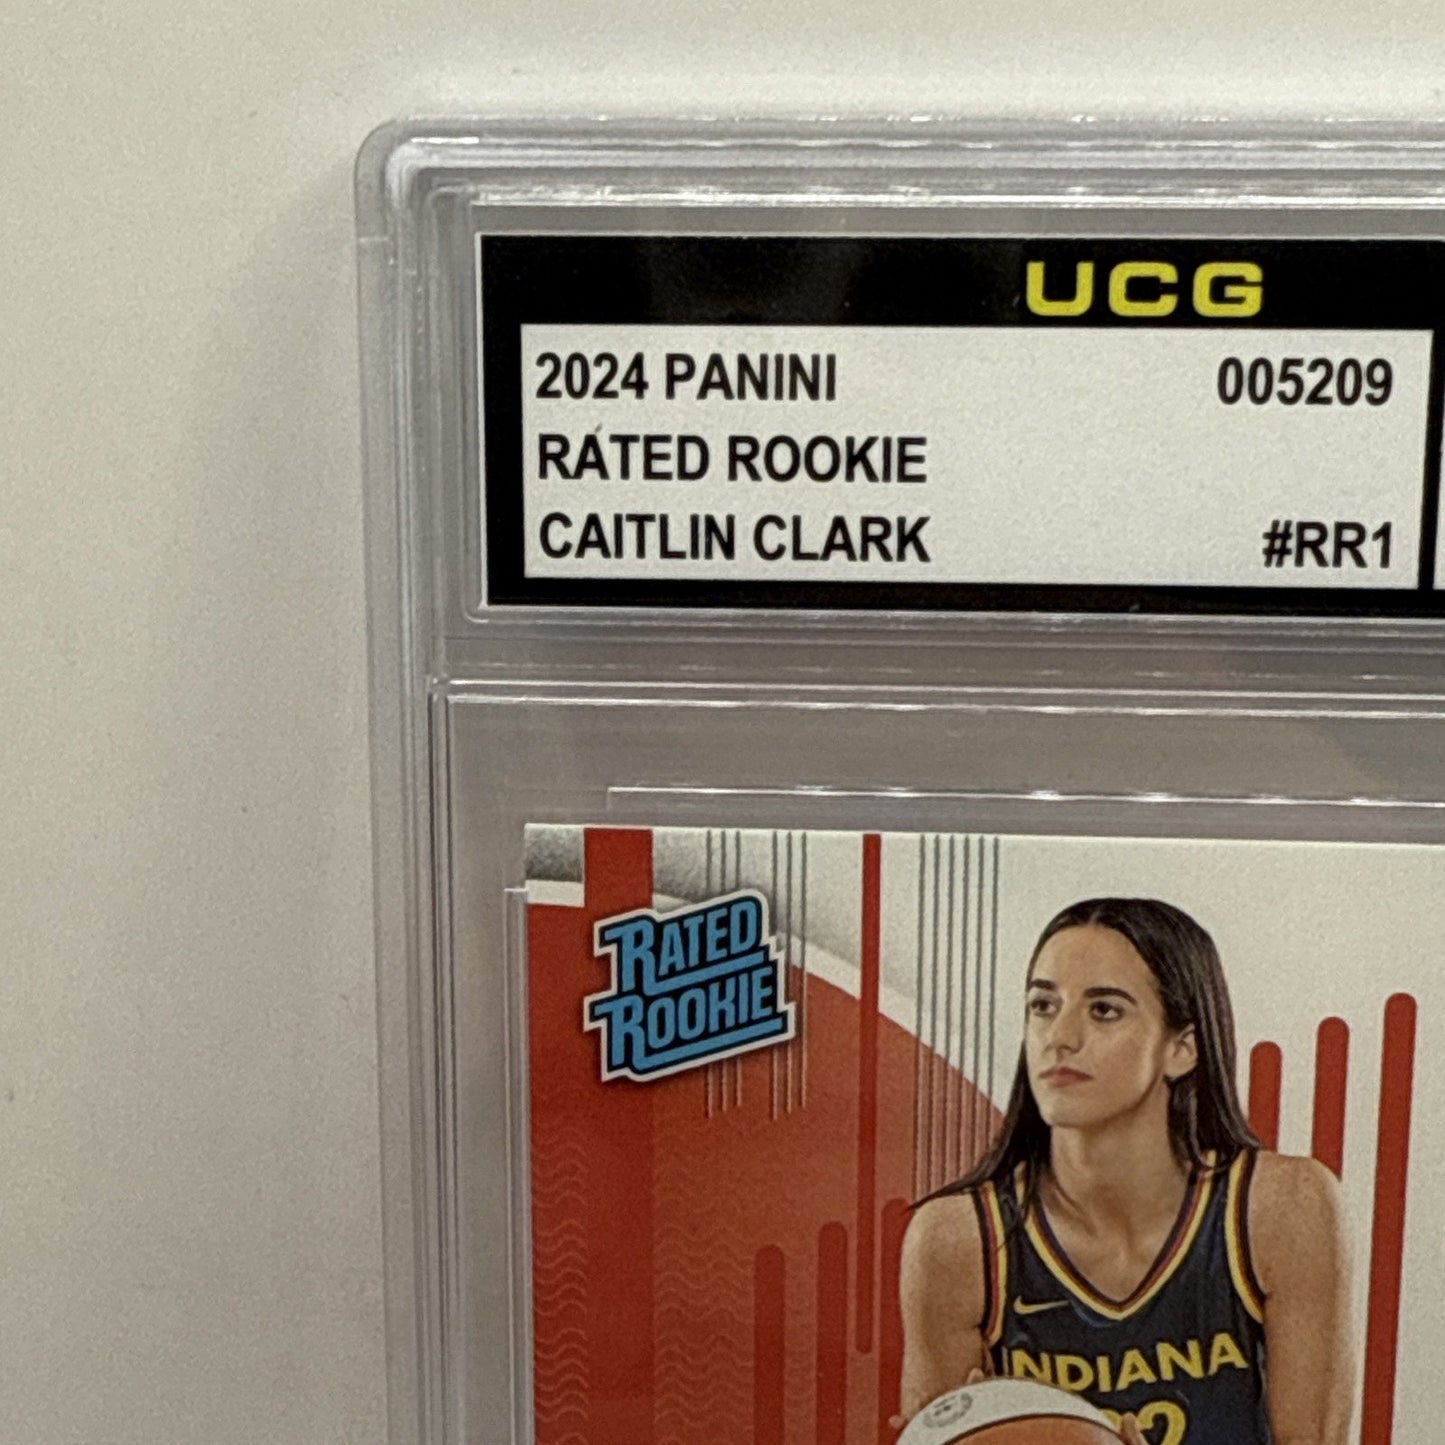 UCG
2024 PANINI 005209
RATED ROOKIE
CAITLIN CLARK #RR1
RATED
ROOKIE
INDIANA